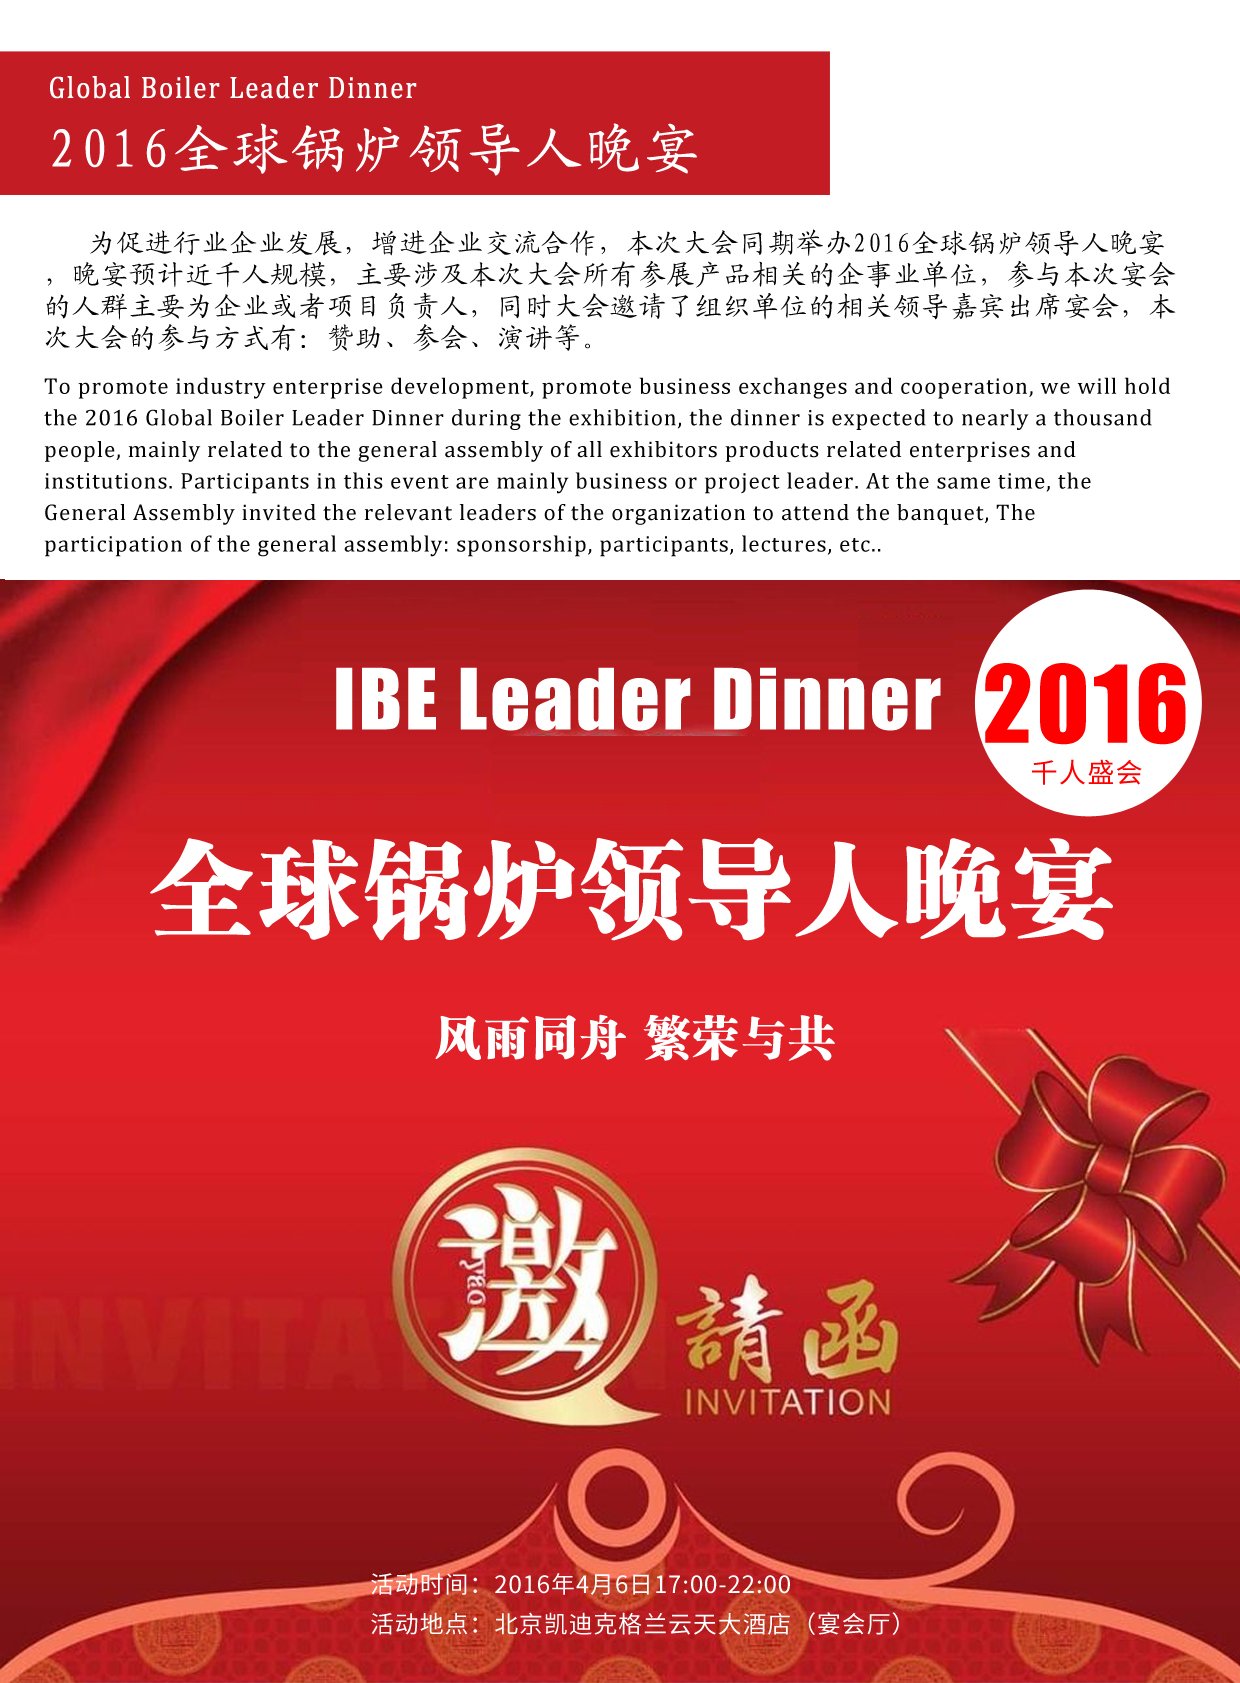 Global Boiler Leader Dinner
2016全球锅炉领导人晚宴
为促进行业企业发展，增进企业交流合作，本次大会同期举办2016全球锅炉领导人晚宴
，晚宴预计近千人规模，主要涉及本次大会所有参展产品相关的企事业单位，参与本次宴会
的人群主要为企业或者项目负责人，同时大会邀请了组织单位的相关领导嘉宾出席宴会，本
次大会的参与方式有：赞助、参会、演讲等。
To promote industry enterprise development, promote business exchanges and cooperation, we will hold
the 2016 Global Boiler Leader Dinner during the exhibition, the dinner is expected to nearly a thousand
people, mainly related to the general assembly of all exhibitors products related enterprises and
institutions. Participants in this event are mainly business or project leader. At the same time, the
General Assembly invited the relevant leaders of the organization to attend the banquet, The
participation of the general assembly: sponsorship, participants, lectures, etc..
IBE Leader Dinner
2016
千人盛会
全球锅炉领导人晚宴
风雨同舟 繁荣与共
邀
yao
請函
INVITATION
INVITATION
活动时间：2016年4月6日17:00-22:00
活动地点：北京凯迪克格兰云天大酒店（宴会厅）